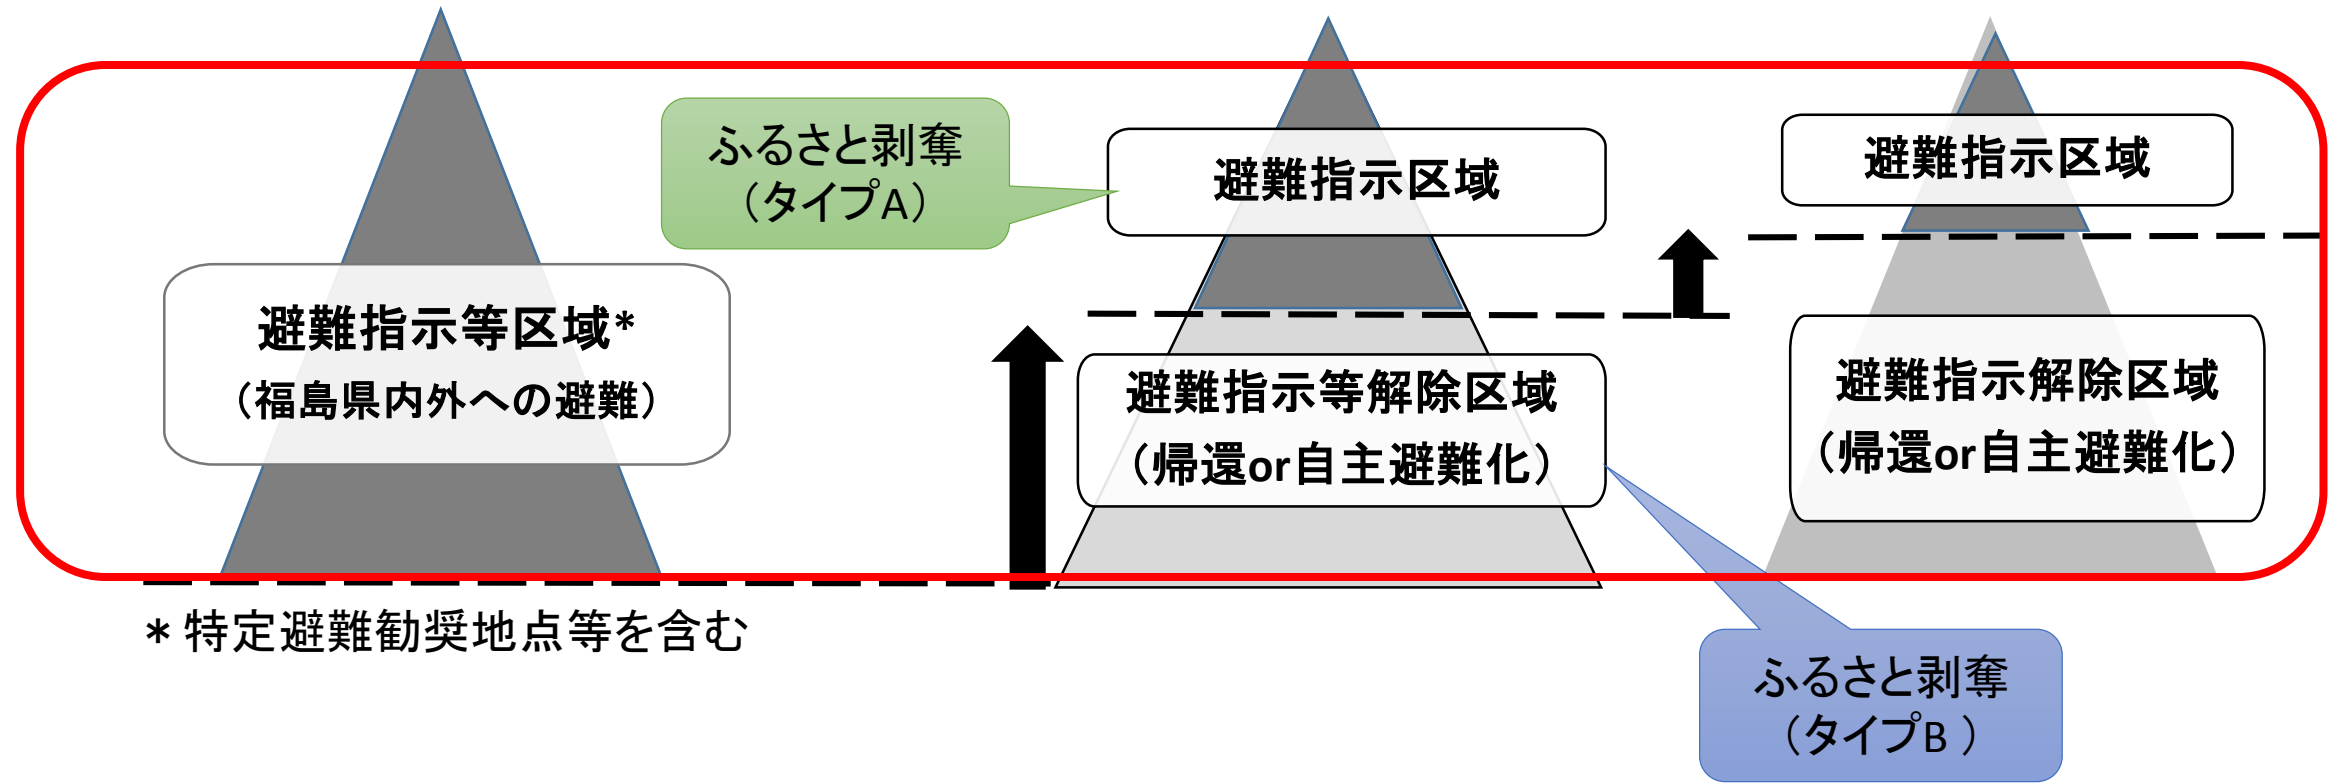 避難指示等区域*
（福島県内外への避難）
＊特定避難勧奨地点等を含む
ふるさと剥奪
（タイプA）
避難指示区域
避難指示等解除区域
（帰還or自主避難化）
ふるさと剥奪
（タイプB ）
避難指示区域
避難指示解除区域
（帰還or自主避難化）